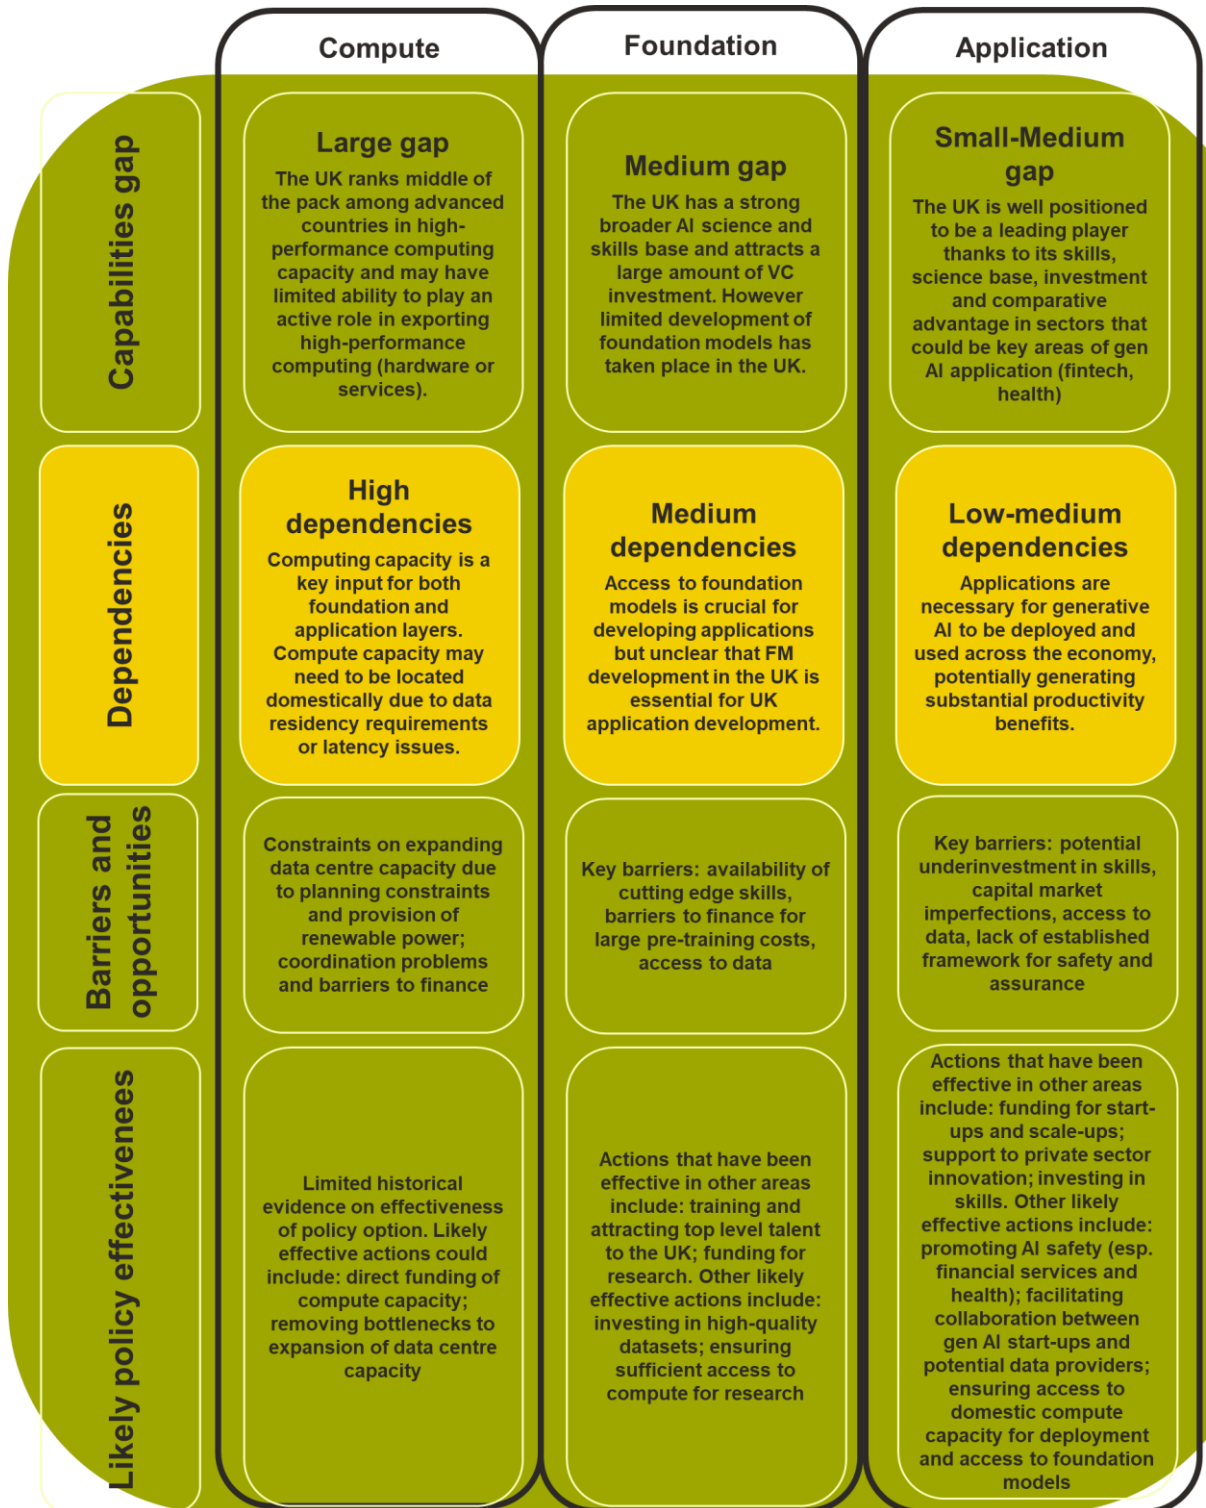 Compute
Foundation
Application
Capabilities gap
Large gap
The UK ranks middle of
the pack among advanced
countries in high-
performance computing
capacity and may have
limited ability to play an
active role in exporting
high-performance
computing (hardware or
services).
Medium gap
The UK has a strong
broader AI science and
skills base and attracts a
large amount of VC
investment. However
limited development of
foundation models has
taken place in the UK.
Small-Medium
gap
The UK is well positioned
to be a leading player
thanks to its skills,
science base, investment
and comparative
advantage in sectors that
could be key areas of gen
AI application (fintech,
health)
Dependencies
High
dependencies
Computing capacity is a
key input for both
foundation and
application layers.
Compute capacity may
need to be located
domestically due to data
residency requirements
or latency issues.
Medium
dependencies
Access to foundation
models is crucial for
developing applications
but unclear that FM
development in the UK is
essential for UK
application development.
Low-medium
dependencies
Applications are
necessary for generative
AI to be deployed and
used across the economy,
potentially generating
substantial productivity
benefits.
Barriers and
opportunities
Constraints on expanding
data centre capacity due
to planning constraints
and provision of
renewable power;
coordination problems
and barriers to finance
Key barriers: availability of
cutting edge skills,
barriers to finance for
large pre-training costs,
access to data
Key barriers: potential
underinvestment in skills,
capital market
imperfections, access to
data, lack of established
framework for safety and
assurance
Likely policy effectivenees
Limited historical
evidence on effectiveness
of policy option. Likely
effective actions could
include: direct funding of
compute capacity;
removing bottlenecks to
expansion of data centre
capacity
Actions that have been
effective in other areas
include: training and
attracting top level talent
to the UK; funding for
research. Other likely
effective actions include:
investing in high-quality
datasets; ensuring
sufficient access to
compute for research
Actions that have been
effective in other areas
include: funding for start-
ups and scale-ups;
support to private sector
innovation; investing in
skills. Other likely
effective actions include:
promoting AI safety (esp.
financial services and
health); facilitating
collaboration between
gen AI start-ups and
potential data providers;
ensuring access to
domestic compute
capacity for deployment
and access to foundation
models